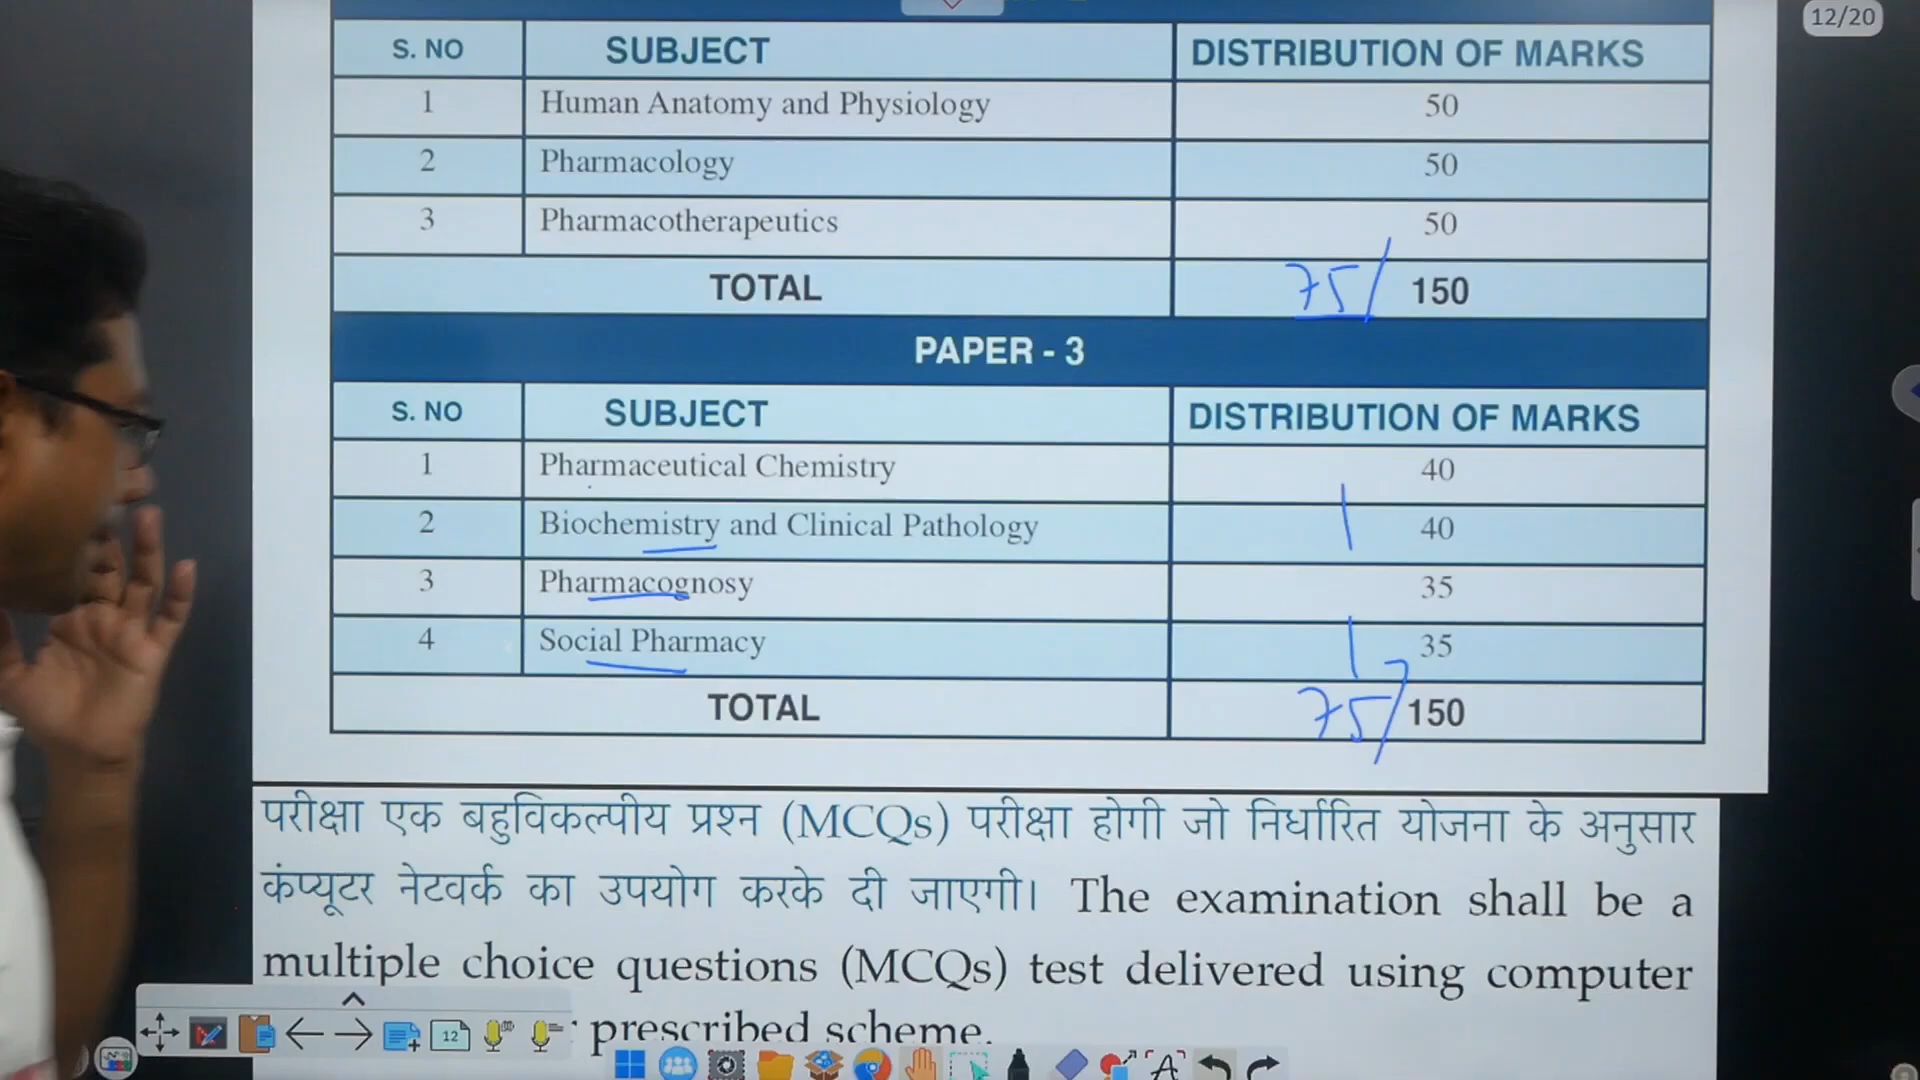 12/20
S. NO SUBJECT DISTRIBUTION OF MARKS
1 Human Anatomy and Physiology 50
2 Pharmacology 50
3 Pharmacotherapeutics 50
TOTAL 75/ 150
PAPER - 3
S. NO SUBJECT DISTRIBUTION OF MARKS
1 Pharmaceutical Chemistry 40
2 Biochemistry and Clinical Pathology 40
3 Pharmacognosy 35
4 Social Pharmacy 35
TOTAL 75/ 150
परीक्षा एक बहुविकल्पीय प्रश्न (MCQs) परीक्षा होगी जो निर्धारित योजना के अनुसार
कंप्यूटर नेटवर्क का उपयोग करके दी जाएगी। The examination shall be a
multiple choice questions (MCQs) test delivered using computer
prescribed scheme.
12